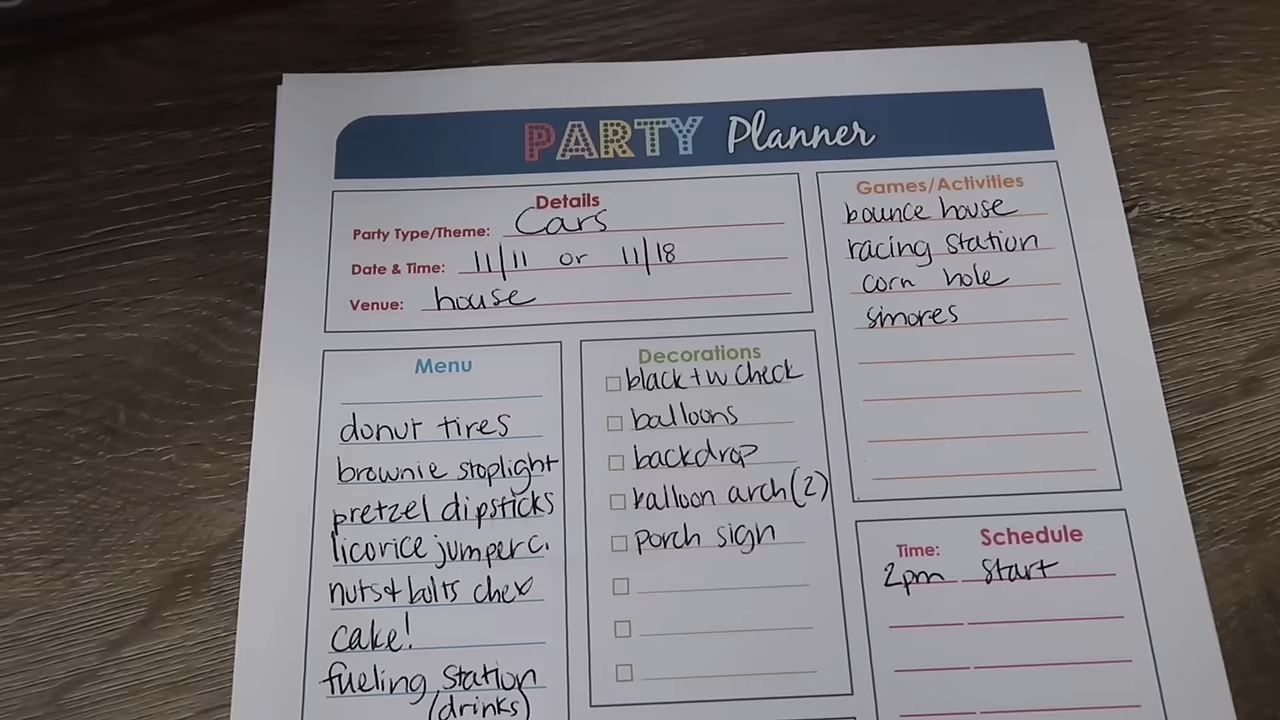 PARTY Planner
Details
Party Type/Theme: Cars
Date & Time: 11/11 or 11/18
Venue: house
Games/Activities
bounce house
racing station
corn hole
smores
Menu
donut tires
brownie stoplight
pretzel dipsticks
licorice jumper c.
nuts + bolts chex
cake!
fueling station
(drinks)
Decorations
black + w check
balloons
backdrop
balloon arch (2)
porch sign
Time: Schedule
2pm start